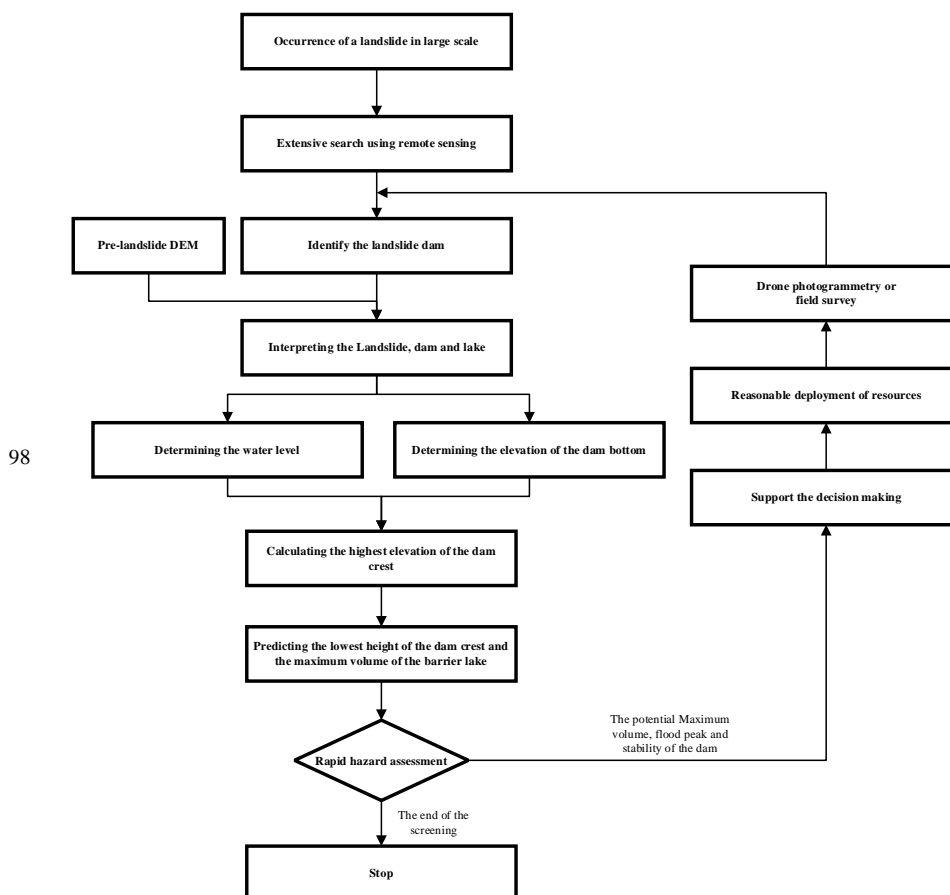 Occurrence of a landslide in large scale
Extensive search using remote sensing
Pre-landslide DEM
Identify the landslide dam
Drone photogrammetry or
field survey
Interpreting the Landslide, dam and lake
Reasonable deployment of resources
98
Determining the water level
Determining the elevation of the dam bottom
Support the decision making
Calculating the highest elevation of the dam
crest
Predicting the lowest height of the dam crest and
the maximum volume of the barrier lake
The potential Maximum
volume, flood peak and
stability of the dam
Rapid hazard assessment
The end of the
screening
Stop